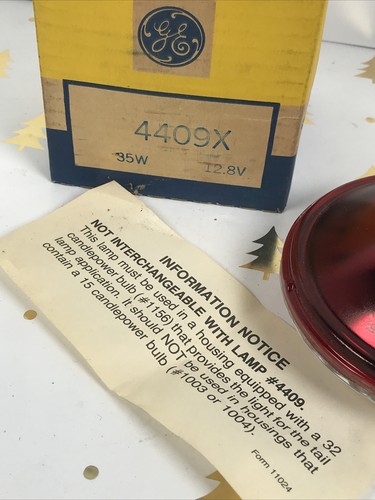 GE
4409X
35W 12.8V
INFORMATION NOTICE
NOT INTERCHANGEABLE WITH LAMP #4409.
This lamp must be used in a housing equipped with a 32
candlepower bulb (#1156) that provides the light for the tail
lamp application. It should NOT be used in housings that
contain a 15 candlepower bulb (#1003 or 1004).
Form 11024